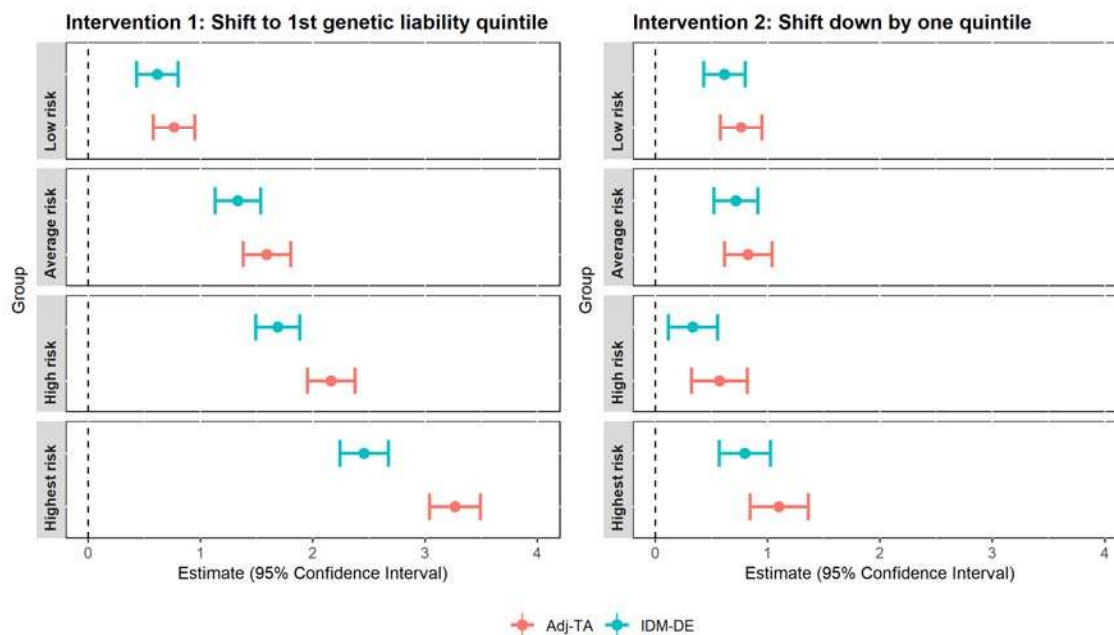 Intervention 1: Shift to 1st genetic liability quintile
Group
Low risk
Average risk
High risk
Highest risk
0 1 2 3 4
Estimate (95% Confidence Interval)
Intervention 2: Shift down by one quintile
Group
Low risk
Average risk
High risk
Highest risk
0 1 2 3 4
Estimate (95% Confidence Interval)
Adj-TA IDM-DE